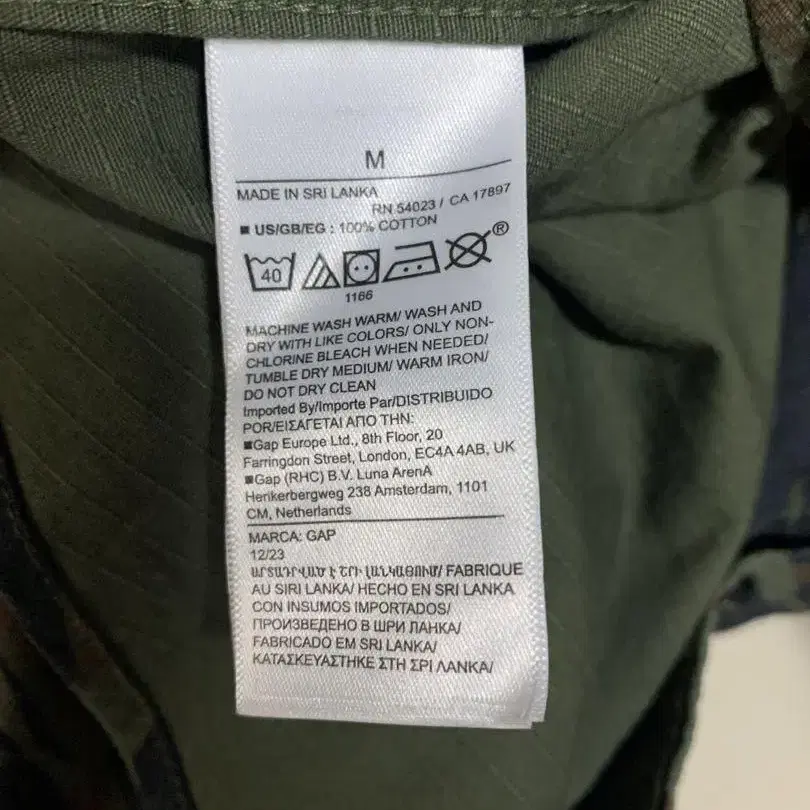 M
MADE IN SRI LANKA
RN 54023 / CA 17897
■ US/GB/EG : 100% COTTON
40
®
1166
MACHINE WASH WARM/ WASH AND
DRY WITH LIKE COLORS/ ONLY NON-
CHLORINE BLEACH WHEN NEEDED/
TUMBLE DRY MEDIUM/ WARM IRON/
DO NOT DRY CLEAN
Imported By/Importe Par/DISTRIBUIDO
POR/ΕΙΣΑΓΕΤΑΙ ΑΠΟ ΤΗΝ:
■Gap Europe Ltd., 8th Floor, 20
Farringdon Street, London, EC4A 4AB, UK
■Gap (RHC) B.V. Luna ArenA
Herikerbergweg 238 Amsterdam, 1101
CM, Netherlands
MARCA: GAP
12/23
ԱՐՏԱԴՐՎԱԾ Է ՇՐԻ ԼԱՆԿԱՅՈՒՄ/ FABRIQUE
AU SIRI LANKA/ HECHO EN SRI LANKA
CON INSUMOS IMPORTADOS/
ПРОИЗВЕДЕНО В ШРИ ЛАНКА/
FABRICADO EM SRI LANKA/
ΚΑΤΑΣΚΕΥΑΣΤΗΚΕ ΣΤΗ ΣΡΙ ΛΑΝΚΑ/